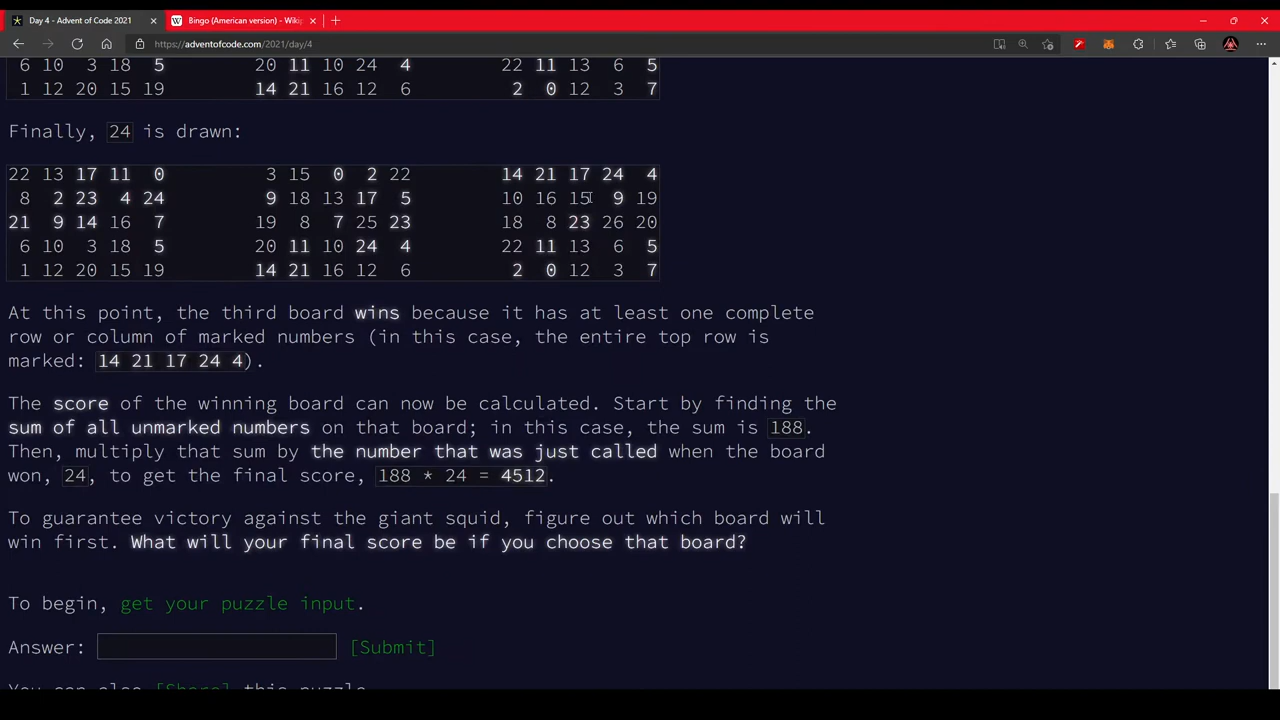 Day 4 - Advent of Code 2021
Bingo (American version) - Wiki
https://adventofcode.com/2021/day/4
6 10 3 18 5 20 11 10 24 4 22 11 13 6 5
1 12 20 15 19 14 21 16 12 6 2 0 12 3 7
Finally, 24 is drawn:
22 13 17 11 0 3 15 0 2 22 14 21 17 24 4
8 2 23 4 24 9 18 13 17 5 10 16 15 9 19
21 9 14 16 7 19 8 7 25 23 18 8 23 26 20
6 10 3 18 5 20 11 10 24 4 22 11 13 6 5
1 12 20 15 19 14 21 16 12 6 2 0 12 3 7
At this point, the third board wins because it has at least one complete
row or column of marked numbers (in this case, the entire top row is
marked: 14 21 17 24 4).
The score of the winning board can now be calculated. Start by finding the
sum of all unmarked numbers on that board; in this case, the sum is 188.
Then, multiply that sum by the number that was just called when the board
won, 24, to get the final score, 188 * 24 = 4512.
To guarantee victory against the giant squid, figure out which board will
win first. What will your final score be if you choose that board?
To begin, get your puzzle input.
Answer: [Submit]
You can also [Share] this puzzle.